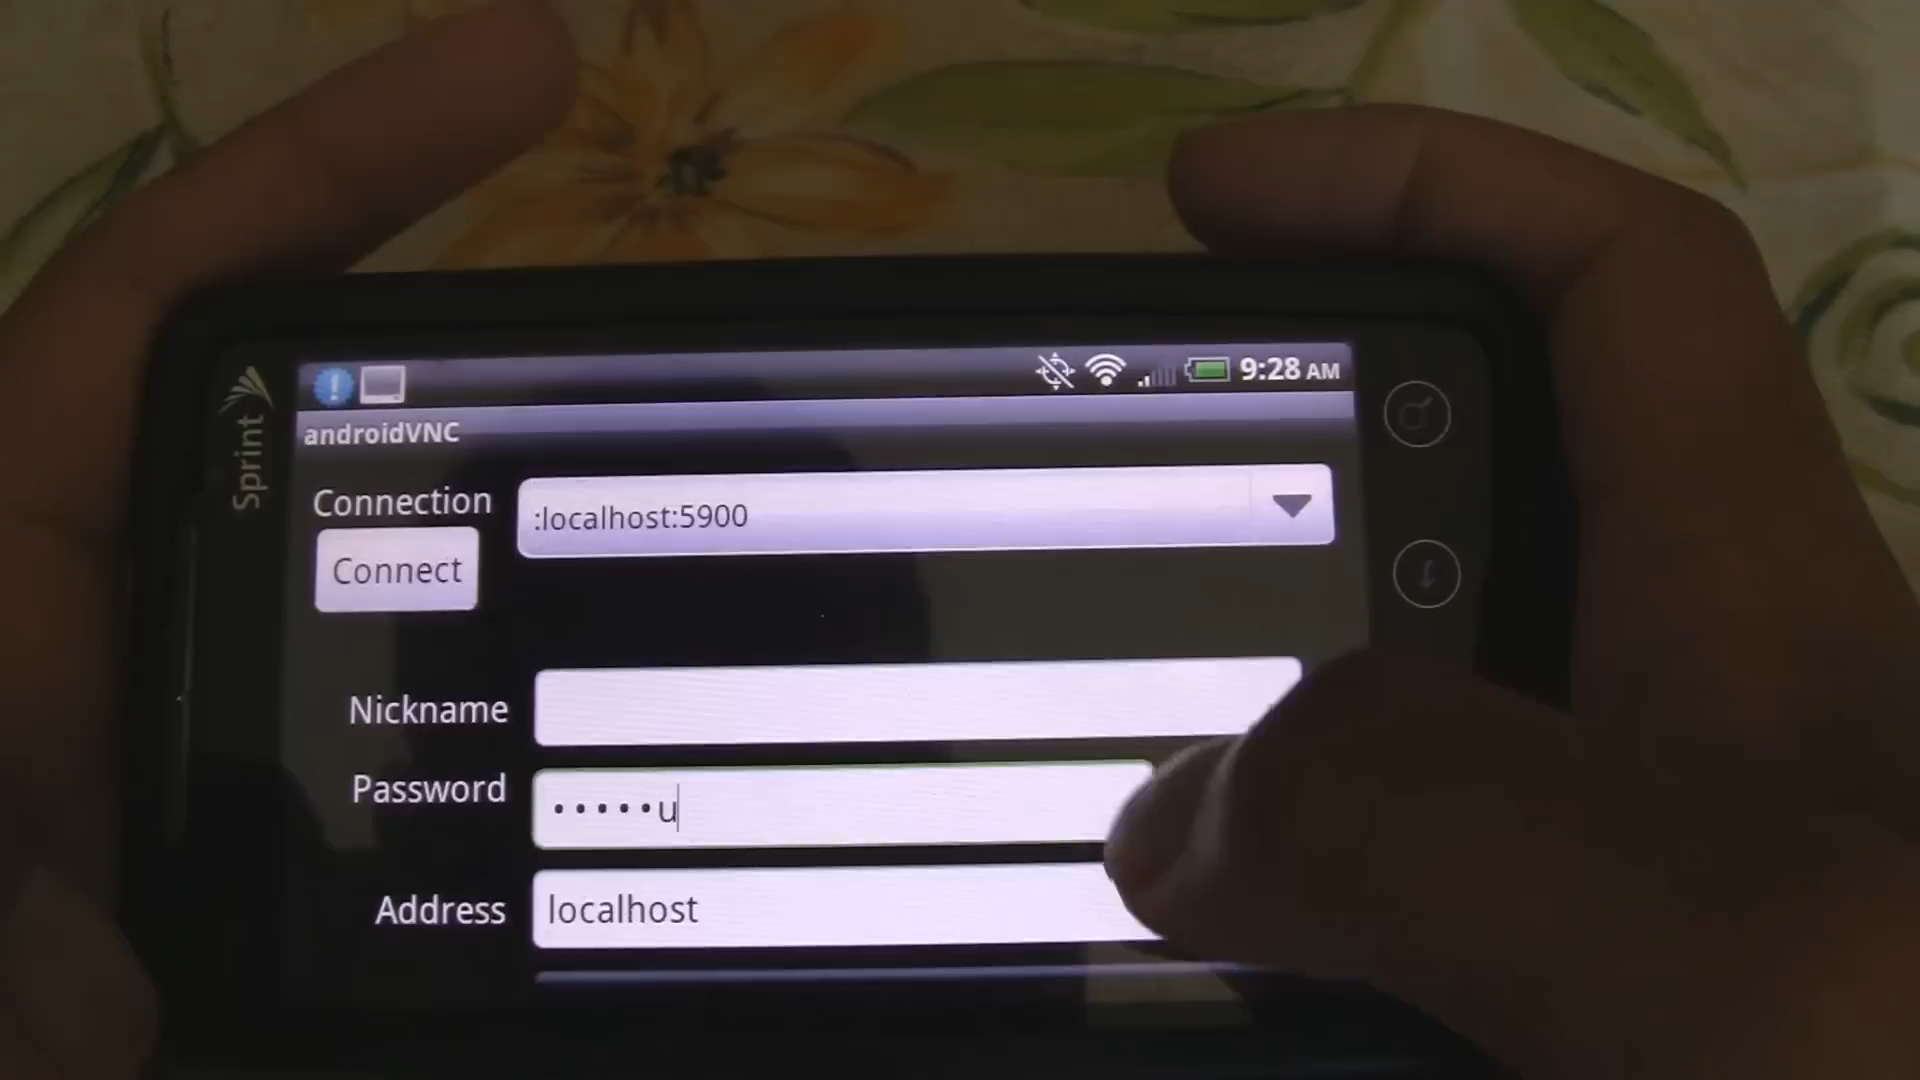 Sprint
9:28 AM
androidVNC
Connection
:localhost:5900
Connect
Nickname
Password
•••••u
Address
localhost